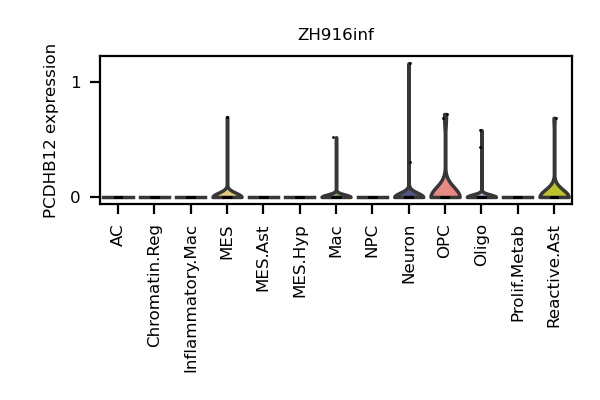 ZH916inf
PCDHB12 expression
1
0
AC
Chromatin.Reg
Inflammatory.Mac
MES
MES.Ast
MES.Hyp
Mac
NPC
Neuron
OPC
Oligo
Prolif.Metab
Reactive.Ast